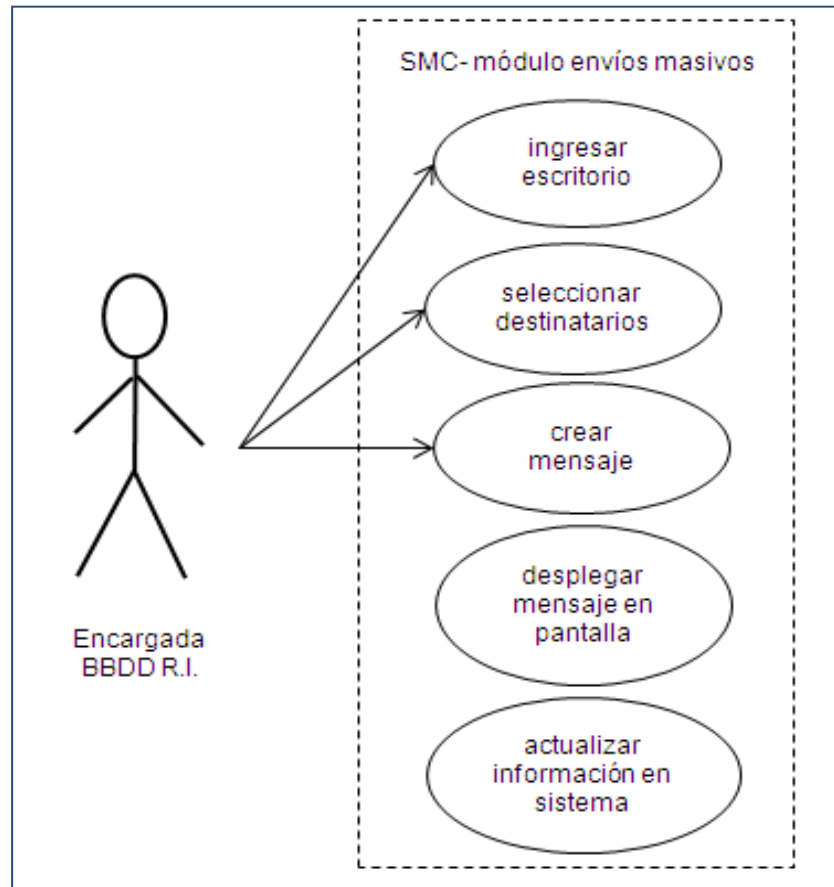 SMC- módulo envíos masivos
ingresar
escritorio
seleccionar
destinatarios
crear
mensaje
desplegar
mensaje en
pantalla
actualizar
información en
sistema
Encargada
BBDD R.I.